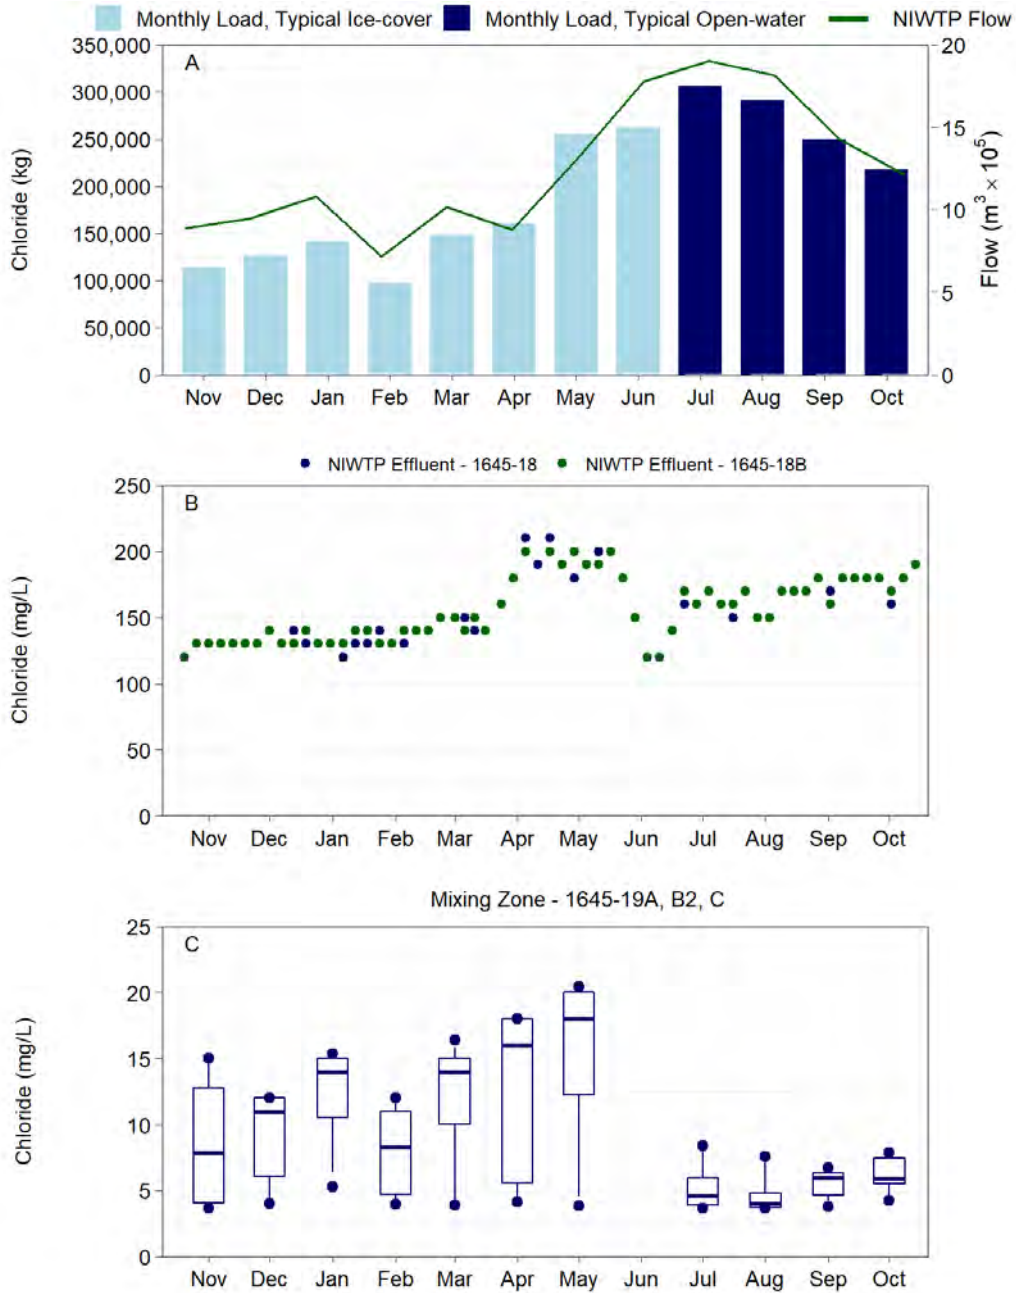 Monthly Load, Typical Ice-cover Monthly Load, Typical Open-water NIWTP Flow
A
Chloride (kg)
350,000
300,000
250,000
200,000
150,000
100,000
50,000
0
20
15
10
5
0
Flow (m³ × 10⁵)
Nov Dec Jan Feb Mar Apr May Jun Jul Aug Sep Oct
NIWTP Effluent - 1645-18 NIWTP Effluent - 1645-18B
B
Chloride (mg/L)
250
200
150
100
50
0
Nov Dec Jan Feb Mar Apr May Jun Jul Aug Sep Oct
Mixing Zone - 1645-19A, B2, C
C
Chloride (mg/L)
25
20
15
10
5
0
Nov Dec Jan Feb Mar Apr May Jun Jul Aug Sep Oct